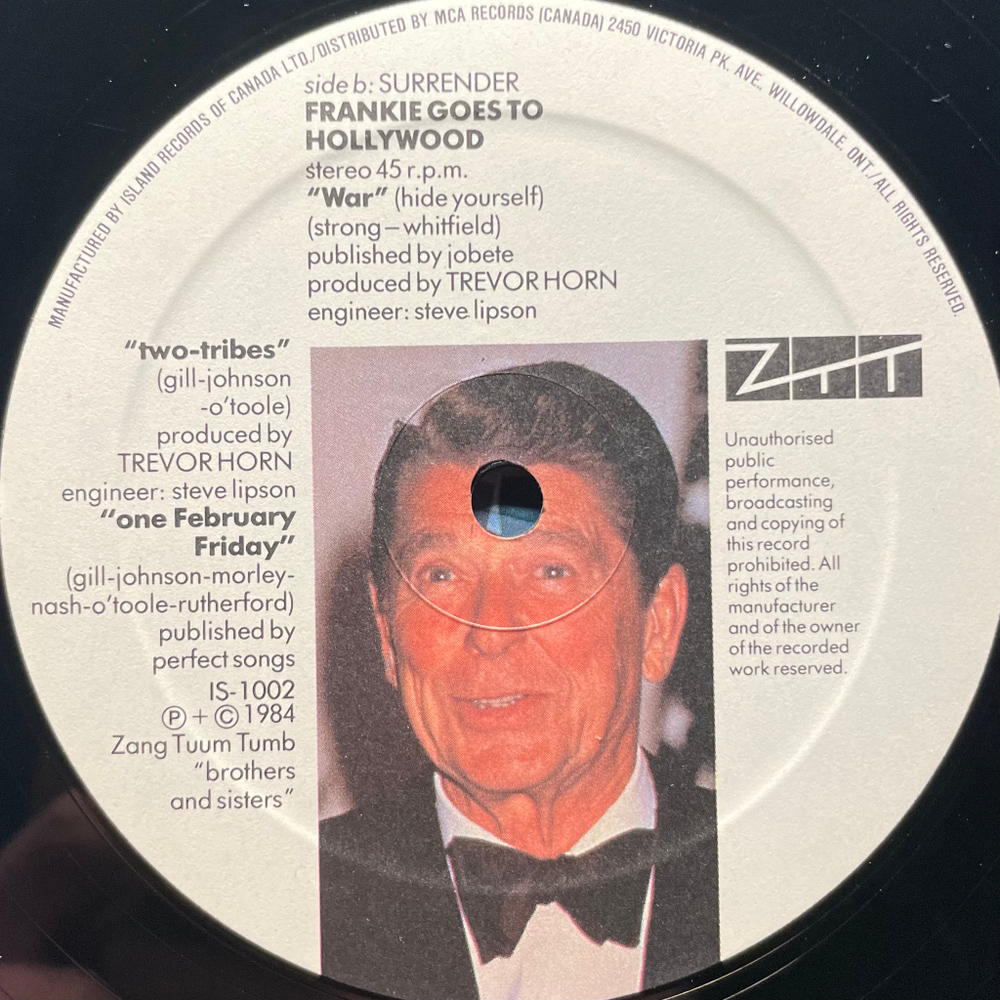 MANUFACTURED BY ISLAND RECORDS OF CANADA LTD./DISTRIBUTED BY MCA RECORDS (CANADA) 2450 VICTORIA PK. AVE., WILLOWDALE, ONT./ALL RIGHTS RESERVED.
side b: SURRENDER
FRANKIE GOES TO
HOLLYWOOD
stereo 45 r.p.m.
"War" (hide yourself)
(strong – whitfield)
published by jobete
produced by TREVOR HORN
engineer: steve lipson
"two-tribes"
(gill-johnson
-o'toole)
produced by
TREVOR HORN
engineer: steve lipson
"one February
Friday"
(gill-johnson-morley-
nash-o'toole-rutherford)
published by
perfect songs
IS-1002
Ⓟ + © 1984
Zang Tuum Tumb
"brothers
and sisters"
ZTT
Unauthorised
public
performance,
broadcasting
and copying of
this record
prohibited. All
rights of the
manufacturer
and of the owner
of the recorded
work reserved.